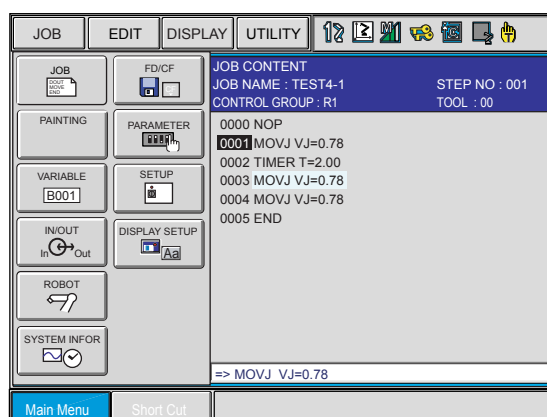 JOB EDIT DISPLAY UTILITY
JOB
DOUT
MOVE
END
FD/CF
PAINTING
PARAMETER
VARIABLE
B001
SETUP
IN/OUT
In Out
DISPLAY SETUP
Aa
ROBOT
SYSTEM INFOR
JOB CONTENT
JOB NAME : TEST4-1 STEP NO : 001
CONTROL GROUP : R1 TOOL : 00
0000 NOP
0001 MOVJ VJ=0.78
0002 TIMER T=2.00
0003 MOVJ VJ=0.78
0004 MOVJ VJ=0.78
0005 END
=> MOVJ VJ=0.78
Main Menu Short Cut